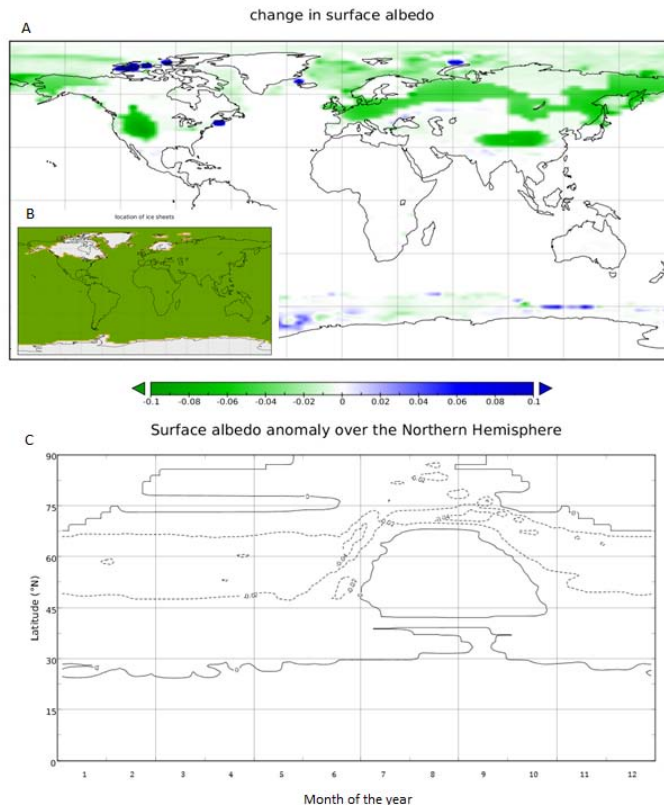 change in surface albedo
A
B
location of ice sheets
-0.1 -0.08 -0.06 -0.04 -0.02 0 0.02 0.04 0.06 0.08 0.1
C
Surface albedo anomaly over the Northern Hemisphere
90
75
60
45
30
15
0
Latitude (°N)
1 2 3 4 5 6 7 8 9 10 11 12
Month of the year